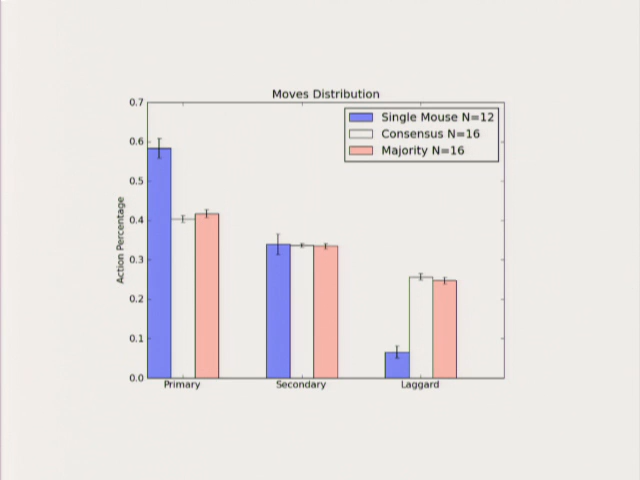 Moves Distribution
Single Mouse N=12
Consensus N=16
Majority N=16
Action Percentage
0.7
0.6
0.5
0.4
0.3
0.2
0.1
0.0
Primary
Secondary
Laggard